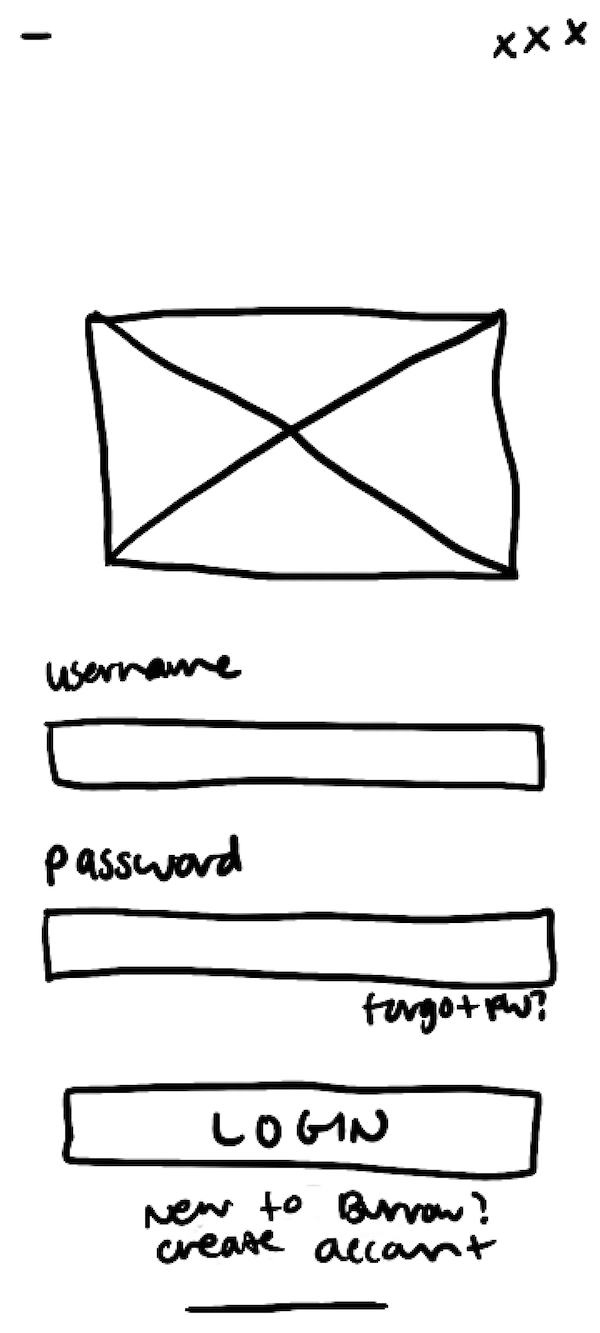 x x x
username
password
forgot pw?
LOGIN
New to Burrow?
create account